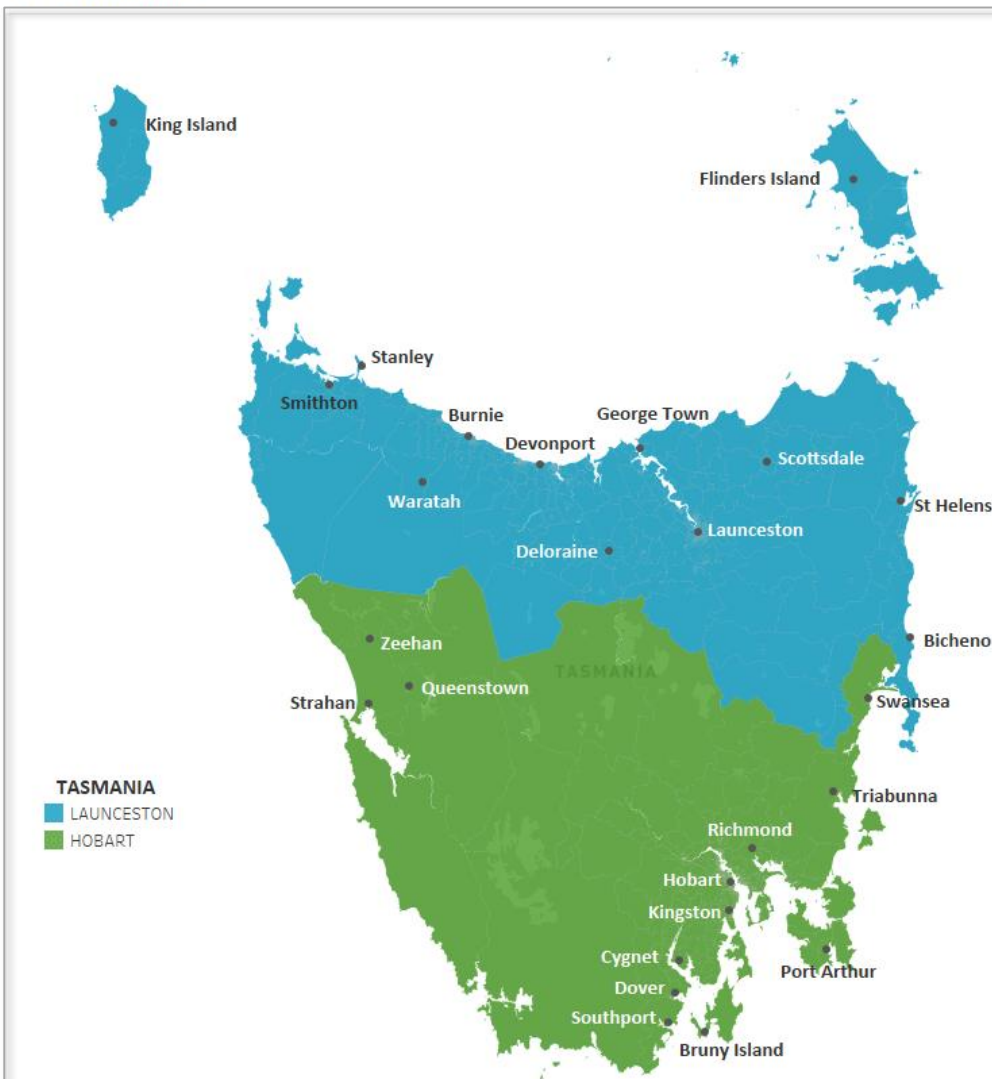 King Island
Flinders Island
Stanley
Smithton
Burnie
George Town
Devonport
Scottsdale
Waratah
St Helens
Launceston
Deloraine
Zeehan
Bicheno
TASMANIA
Queenstown
Strahan
Swansea
TASMANIA
LAUNCESTON
HOBART
Triabunna
Richmond
Hobart
Kingston
Cygnet
Port Arthur
Dover
Southport
Bruny Island